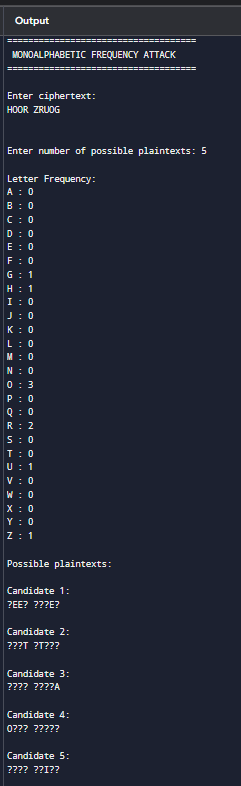 Output
====================================
MONOALPHABETIC FREQUENCY ATTACK
====================================
Enter ciphertext:
HOOR ZRUOG
Enter number of possible plaintexts: 5
Letter Frequency:
A : 0
B : 0
C : 0
D : 0
E : 0
F : 0
G : 1
H : 1
I : 0
J : 0
K : 0
L : 0
M : 0
N : 0
O : 3
P : 0
Q : 0
R : 2
S : 0
T : 0
U : 1
V : 0
W : 0
X : 0
Y : 0
Z : 1
Possible plaintexts:
Candidate 1:
?EE? ???E?
Candidate 2:
???T ?T???
Candidate 3:
???? ????A
Candidate 4:
O??? ?????
Candidate 5:
???? ??I??